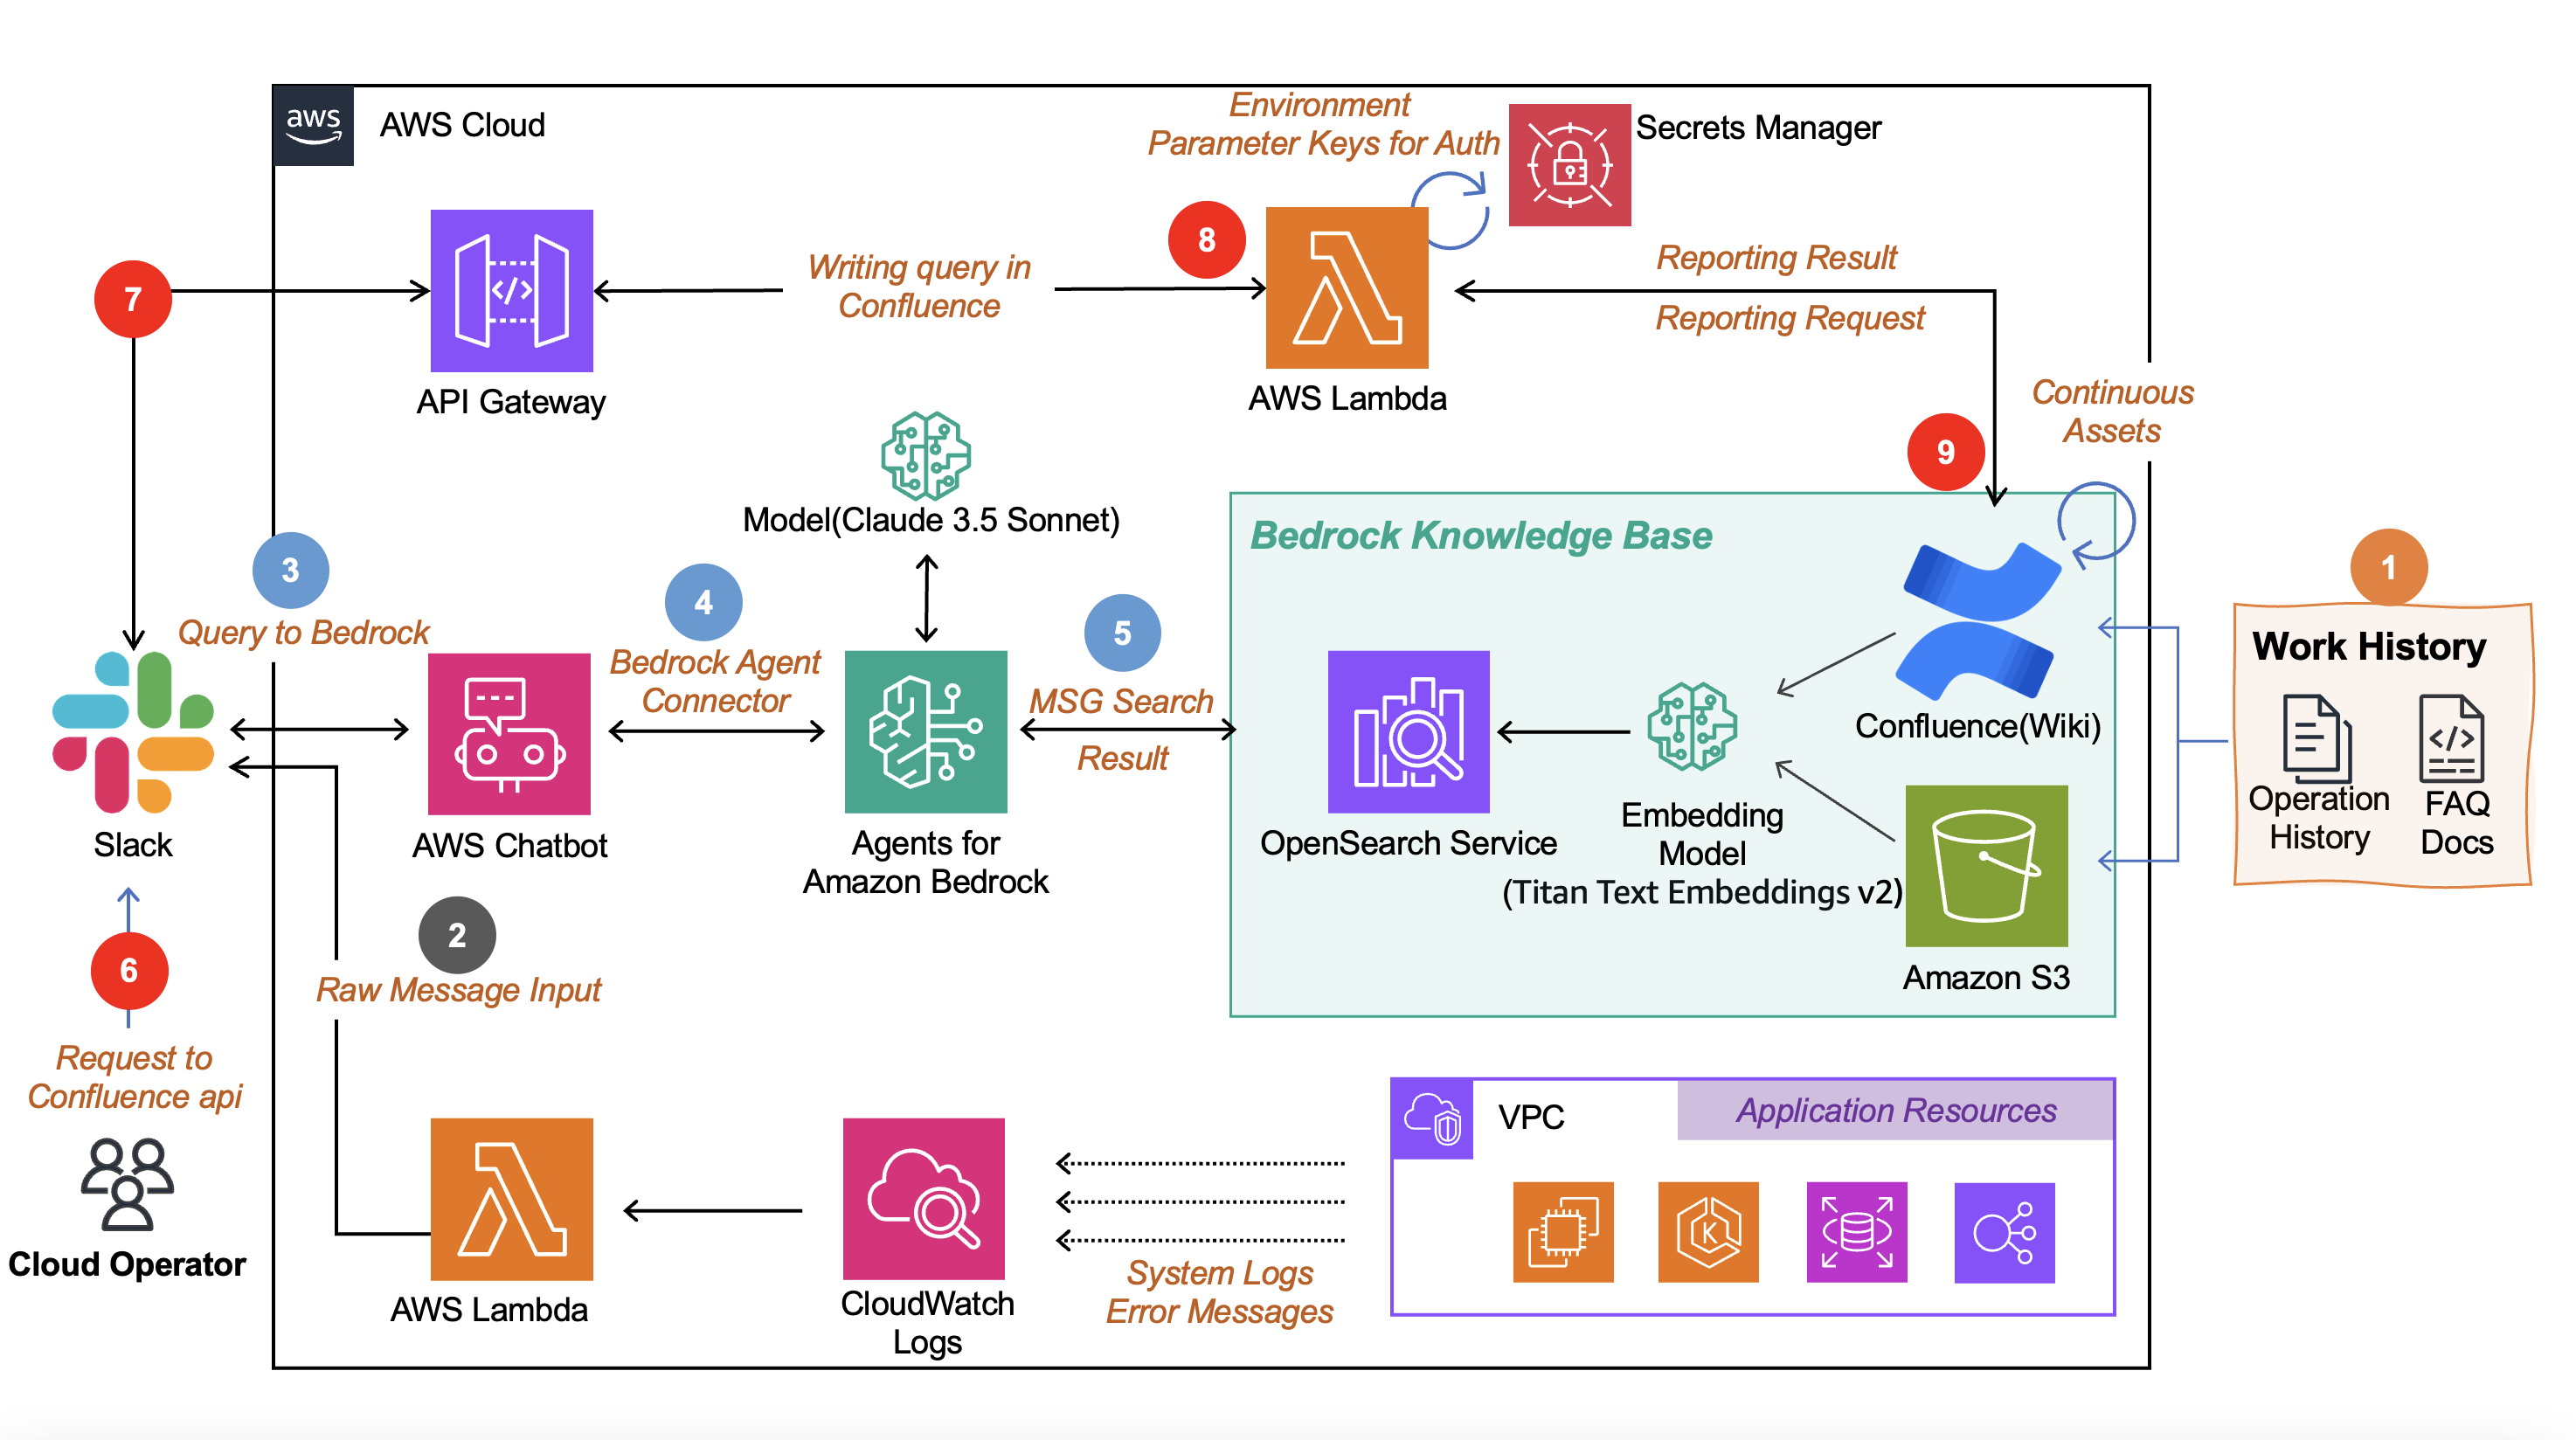 aws
AWS Cloud
Environment
Parameter Keys for Auth
Secrets Manager
7
</>
API Gateway
Writing query in
Confluence
8
AWS Lambda
Reporting Result
Reporting Request
Continuous
Assets
9
Model(Claude 3.5 Sonnet)
3
Query to Bedrock
4
Bedrock Agent
Connector
5
MSG Search
Result
Bedrock Knowledge Base
1
Work History
Operation
History
</>
FAQ
Docs
Slack
AWS Chatbot
Agents for
Amazon Bedrock
OpenSearch Service
Embedding
Model
(Titan Text Embeddings v2)
Confluence(Wiki)
Amazon S3
2
Raw Message Input
6
Request to
Confluence api
Cloud Operator
AWS Lambda
CloudWatch
Logs
System Logs
Error Messages
VPC
Application Resources
K